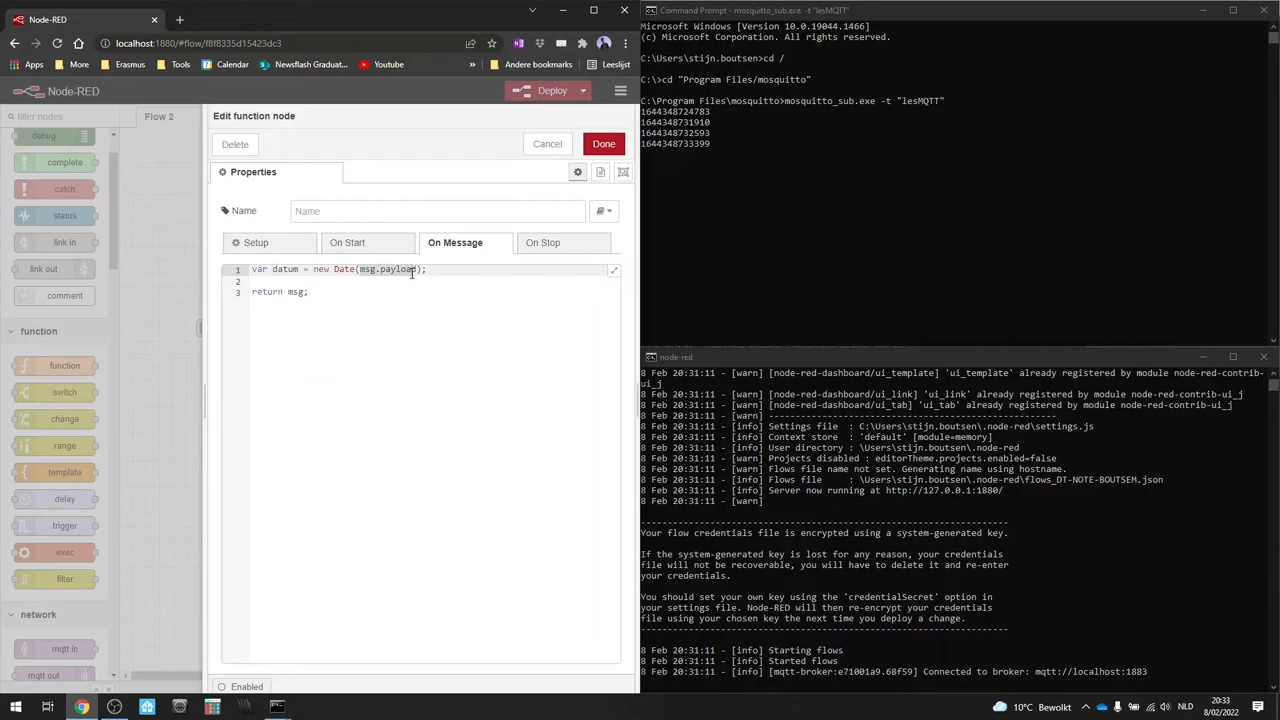 Node-RED
localhost:1880/#flow/f8f8335d15423dc3
Apps
More
Erasmus
Tools
Calendar
Newsflash Graduaat...
YouTube
Andere bookmarks
Leeslijst
Node-RED
Deploy
filter nodes
debug
complete
catch
status
link in
link out
comment
function
function
switch
change
range
template
delay
trigger
exec
filter
network
mqtt in
mqtt out
Flow 2
Edit function node
Delete
Cancel
Done
Properties
Name
Name
Setup
On Start
On Message
On Stop
1 var datum = new Date(msg.payload);
2
3 return msg;
Enabled
Command Prompt - mosquitto_sub.exe -t "lesMQTT"
Microsoft Windows [Version 10.0.19044.1466]
(c) Microsoft Corporation. All rights reserved.
C:\Users\stijn.boutsen>cd /
C:\>cd "Program Files/mosquitto"
C:\Program Files\mosquitto>mosquitto_sub.exe -t "lesMQTT"
1644348724783
1644348731910
1644348732593
1644348733399
node-red
8 Feb 20:31:11 - [warn] [node-red-dashboard/ui_template] 'ui_template' already registered by module node-red-contrib-
ui_j
8 Feb 20:31:11 - [warn] [node-red-dashboard/ui_link] 'ui_link' already registered by module node-red-contrib-ui_j
8 Feb 20:31:11 - [warn] [node-red-dashboard/ui_tab] 'ui_tab' already registered by module node-red-contrib-ui_j
8 Feb 20:31:11 - [warn] ------------------------------------------------------
8 Feb 20:31:11 - [info] Settings file  : C:\Users\stijn.boutsen\.node-red\settings.js
8 Feb 20:31:11 - [info] Context store  : 'default' [module=memory]
8 Feb 20:31:11 - [info] User directory : \Users\stijn.boutsen\.node-red
8 Feb 20:31:11 - [warn] Projects disabled : editorTheme.projects.enabled=false
8 Feb 20:31:11 - [warn] Flows file name not set. Generating name using hostname.
8 Feb 20:31:11 - [info] Flows file     : \Users\stijn.boutsen\.node-red\flows_DT-NOTE-BOUTSEM.json
8 Feb 20:31:11 - [info] Server now running at http://127.0.0.1:1880/
8 Feb 20:31:11 - [warn]
---------------------------------------------------------------------
Your flow credentials file is encrypted using a system-generated key.
If the system-generated key is lost for any reason, your credentials
file will not be recoverable, you will have to delete it and re-enter
your credentials.
You should set your own key using the 'credentialSecret' option in
your settings file. Node-RED will then re-encrypt your credentials
file using your chosen key the next time you deploy a change.
---------------------------------------------------------------------
8 Feb 20:31:11 - [info] Starting flows
8 Feb 20:31:11 - [info] Started flows
8 Feb 20:31:11 - [info] [mqtt-broker:e71001a9.68f59] Connected to broker: mqtt://localhost:1883
10°C Bewolkt
NLD
20:33
8/02/2022